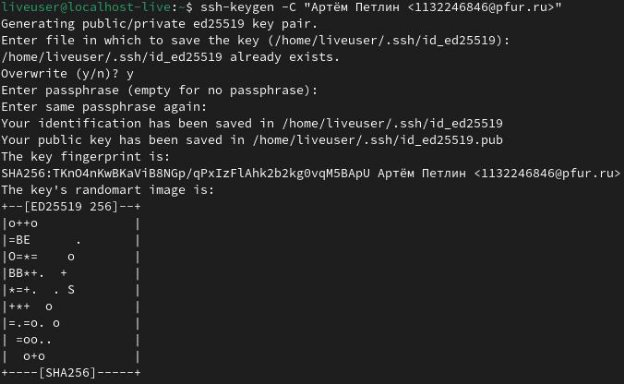 liveuser@localhost-live:~$ ssh-keygen -C "Артём Петлин <1132246846@pfur.ru>"
Generating public/private ed25519 key pair.
Enter file in which to save the key (/home/liveuser/.ssh/id_ed25519):
/home/liveuser/.ssh/id_ed25519 already exists.
Overwrite (y/n)? y
Enter passphrase (empty for no passphrase):
Enter same passphrase again:
Your identification has been saved in /home/liveuser/.ssh/id_ed25519
Your public key has been saved in /home/liveuser/.ssh/id_ed25519.pub
The key fingerprint is:
SHA256:TKnO4nKwBKaViB8NGp/qPxIzFlAhk2b2kg0vqM5BApU Артём Петлин <1132246846@pfur.ru>
The key's randomart image is:
+--[ED25519 256]--+
|o++o             |
|=BE      .       |
|O=*=    o        |
|BB*+.  +         |
|*=+.  . S        |
|+*+  o           |
|=.=o. o          |
| =oo..           |
|  o+o            |
+----[SHA256]-----+